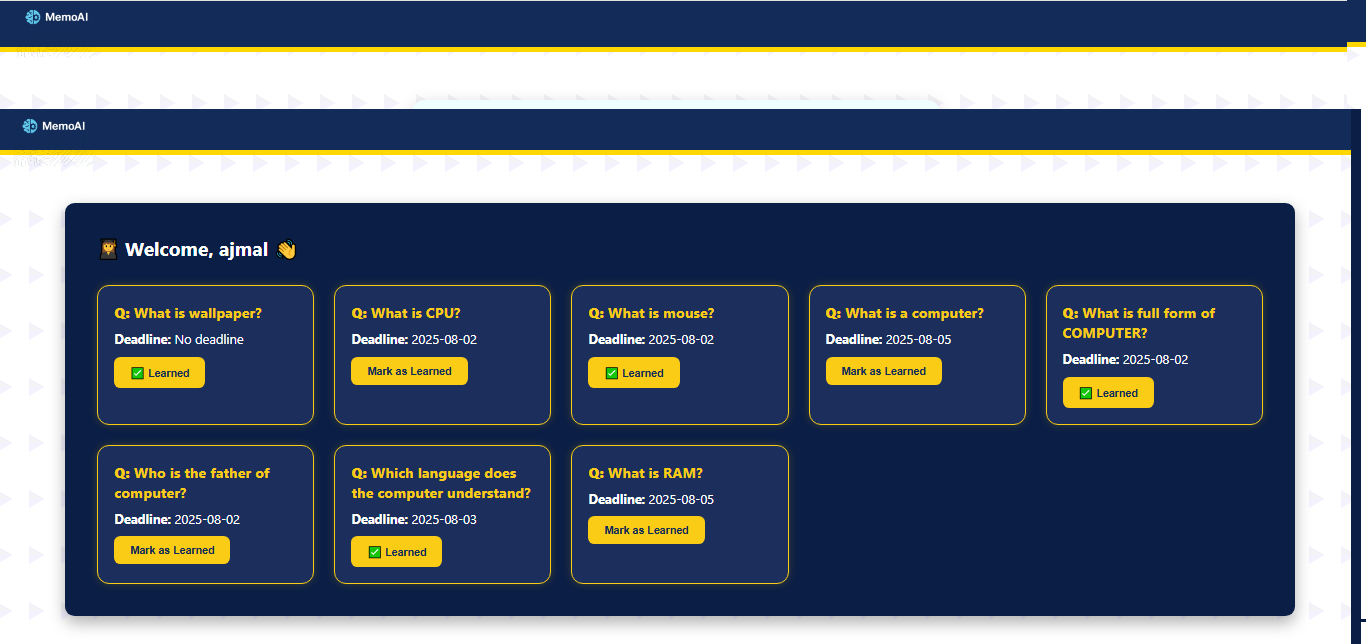 MemoAI
MemoAI
Welcome, ajmal
Q: What is wallpaper?
Deadline: No deadline
Learned
Q: What is CPU?
Deadline: 2025-08-02
Mark as Learned
Q: What is mouse?
Deadline: 2025-08-02
Learned
Q: What is a computer?
Deadline: 2025-08-05
Mark as Learned
Q: What is full form of
COMPUTER?
Deadline: 2025-08-02
Learned
Q: Who is the father of
computer?
Deadline: 2025-08-02
Mark as Learned
Q: Which language does
the computer understand?
Deadline: 2025-08-03
Learned
Q: What is RAM?
Deadline: 2025-08-05
Mark as Learned